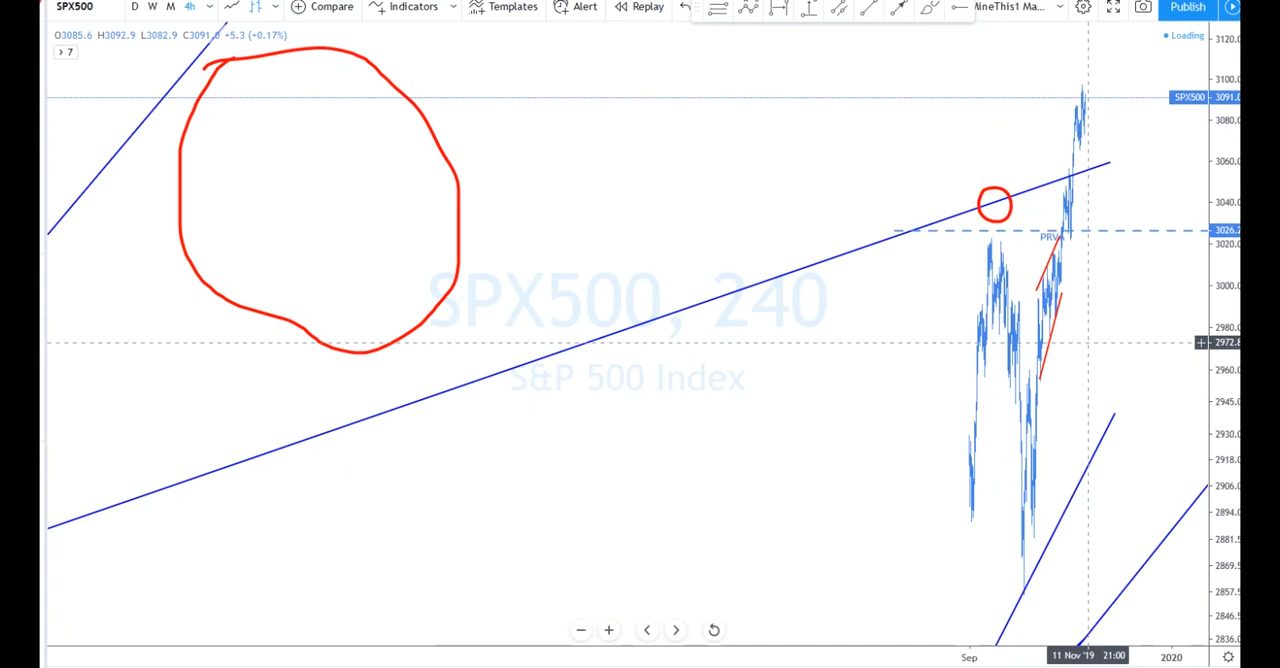 SPX500 D W M 4h Compare Indicators Templates Alert Replay MineThis1 Ma... Publish
O3085.6 H3092.9 L3082.9 C3091.0 +5.3 (+0.17%)
Loading
7
3120.
3100.0
SPX500 3091.0
3080.0
3060.0
3040.0
3026.2
PRV
3020.0
3000.0
SPX500, 240
2980.0
2972.8
S&P 500 Index
2960.0
2945.0
2930.0
2918.0
2906.0
2894.0
2881.5
2869.5
2857.5
2846.5
2836.0
Sep 11 Nov '19 21:00 2020